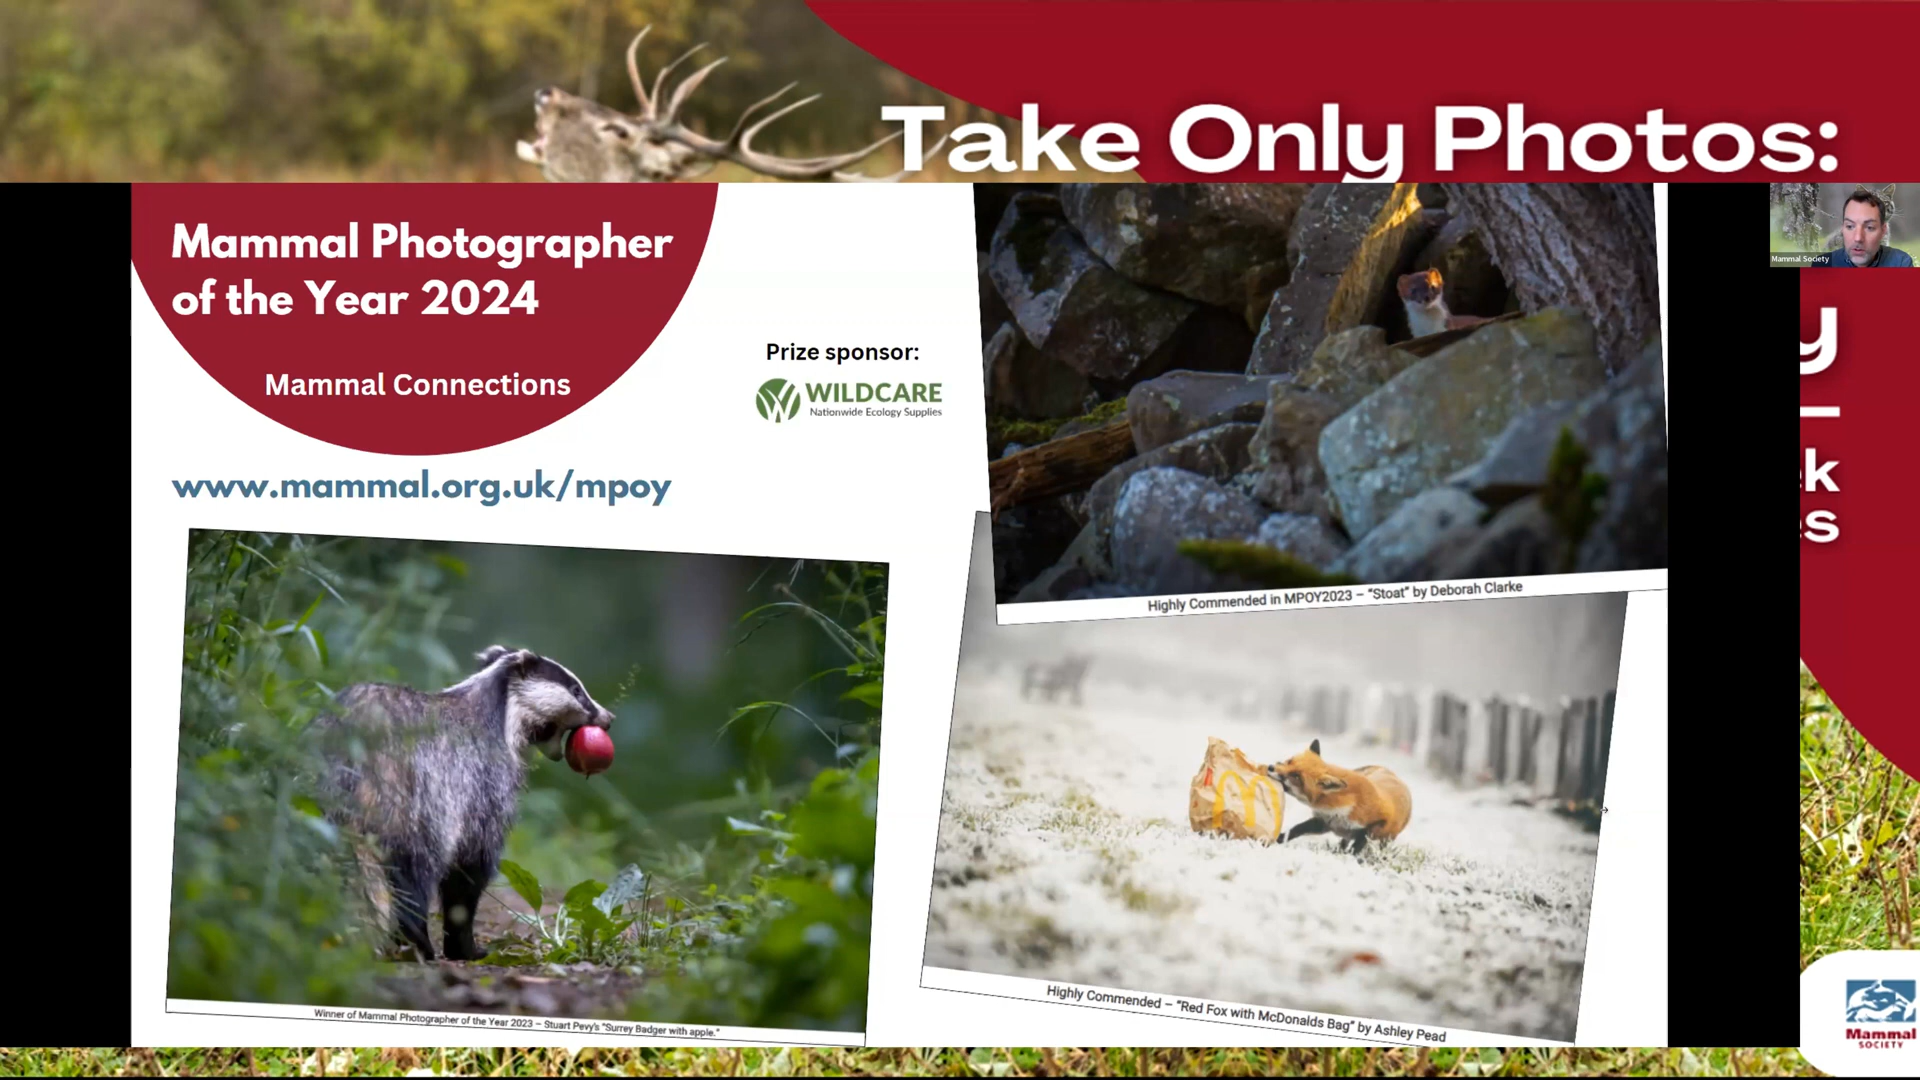 Take Only Photos:
Mammal Photographer
of the Year 2024
Mammal Connections
www.mammal.org.uk/mpoy
Prize sponsor:
WILDCARE
Nationwide Ecology Supplies
Highly Commended in MPOY2023 – "Stoat" by Deborah Clarke
Winner of Mammal Photographer of the Year 2023 – Stuart Pevy's "Surrey Badger with apple."
Highly Commended – "Red Fox with McDonalds Bag" by Ashley Pead
Mammal Society
y
–
ek
es
Mammal
SOCIETY